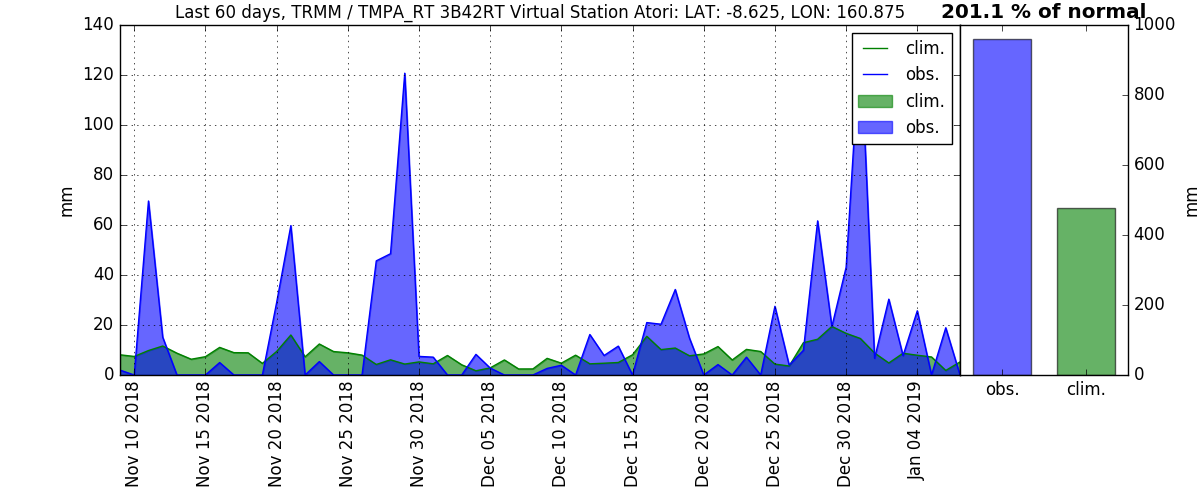 Last 60 days, TRMM / TMPA_RT 3B42RT Virtual Station Atori: LAT: -8.625, LON: 160.875
201.1 % of normal
140
120
100
80
60
40
20
0
mm
clim.
obs.
clim.
obs.
1000
800
600
400
200
0
mm
Nov 10 2018
Nov 15 2018
Nov 20 2018
Nov 25 2018
Nov 30 2018
Dec 05 2018
Dec 10 2018
Dec 15 2018
Dec 20 2018
Dec 25 2018
Dec 30 2018
Jan 04 2019
obs.
clim.